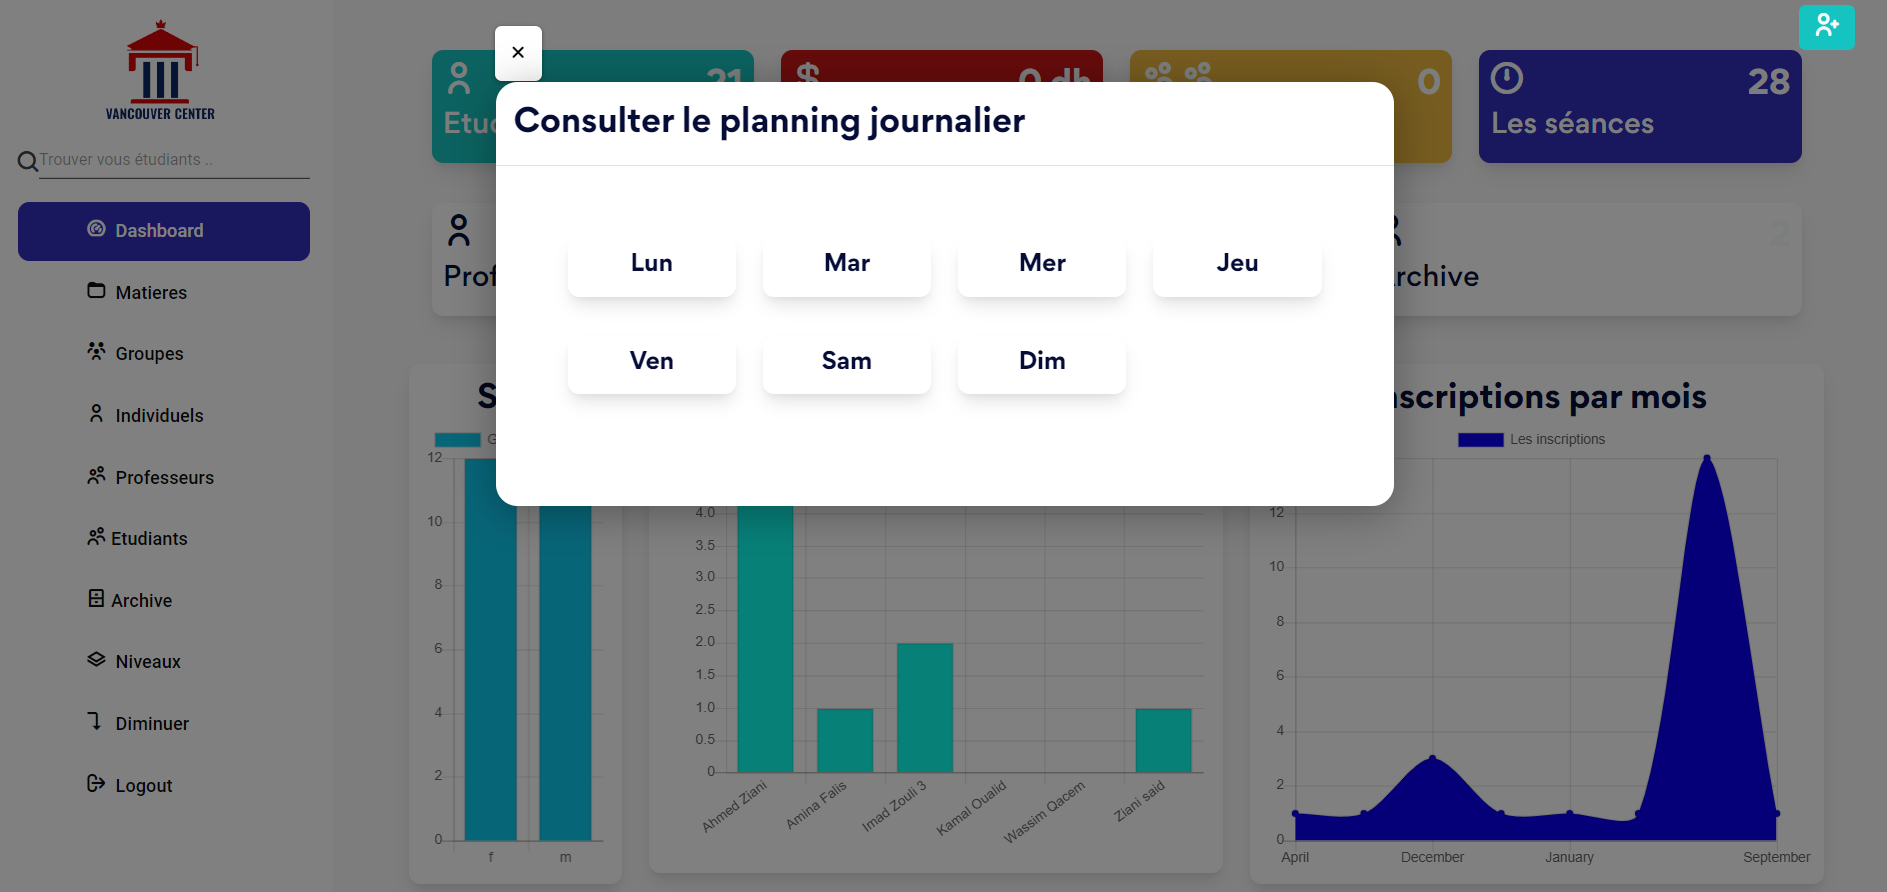 VANCOUVER CENTER
Trouver vous étudiants ..
Dashboard
Matieres
Groupes
Individuels
Professeurs
Etudiants
Archive
Niveaux
Diminuer
Logout
×
Consulter le planning journalier
Lun
Mar
Mer
Jeu
Ven
Sam
Dim
21
$
0 dh
0
28
Les séances
2
inscriptions par mois
Les inscriptions
12
10
8
6
4
2
0
f
m
4.0
3.5
3.0
2.5
2.0
1.5
1.0
0.5
0
Ahmed Ziani
Amina Falis
Imad Zouli 3
Kamal Oualid
Wassim Qacem
Ziani said
12
10
8
6
4
2
0
April
December
January
September